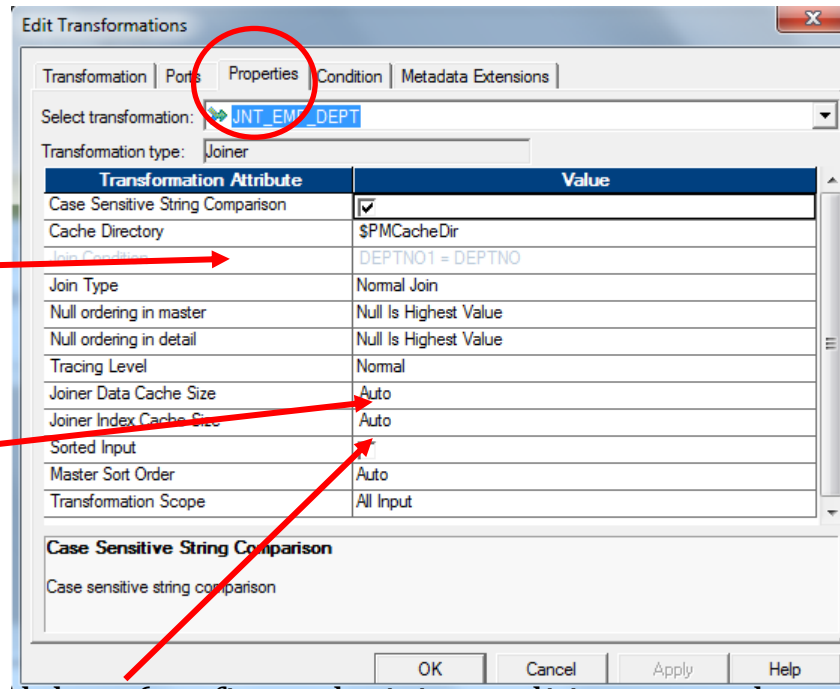 Edit Transformations
x
Transformation Ports Properties Condition Metadata Extensions
Select transformation: JNT_EMP_DEPT
Transformation type: Joiner
Transformation Attribute Value
Case Sensitive String Comparison
Cache Directory $PMCacheDir
Join Condition DEPTNO1 = DEPTNO
Join Type Normal Join
Null ordering in master Null Is Highest Value
Null ordering in detail Null Is Highest Value
Tracing Level Normal
Joiner Data Cache Size Auto
Joiner Index Cache Size Auto
Sorted Input
Master Sort Order Auto
Transformation Scope All Input
Case Sensitive String Comparison
Case sensitive string comparison
OK Cancel Apply Help